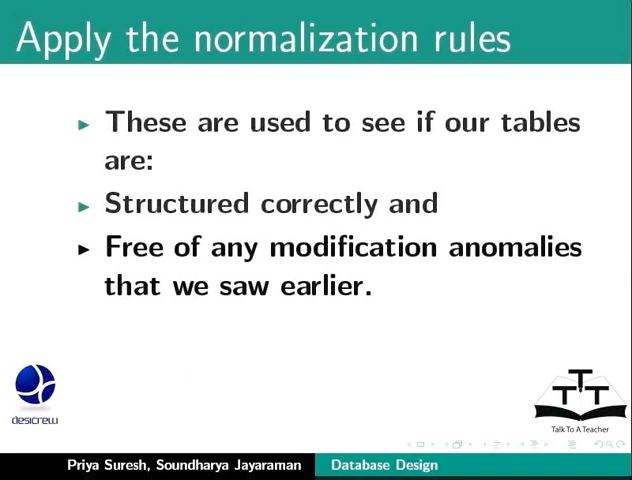 Apply the normalization rules
These are used to see if our tables
are:
Structured correctly and
Free of any modification anomalies
that we saw earlier.
desicrew
TTT
Talk To A Teacher
Priya Suresh, Soundharya Jayaraman Database Design